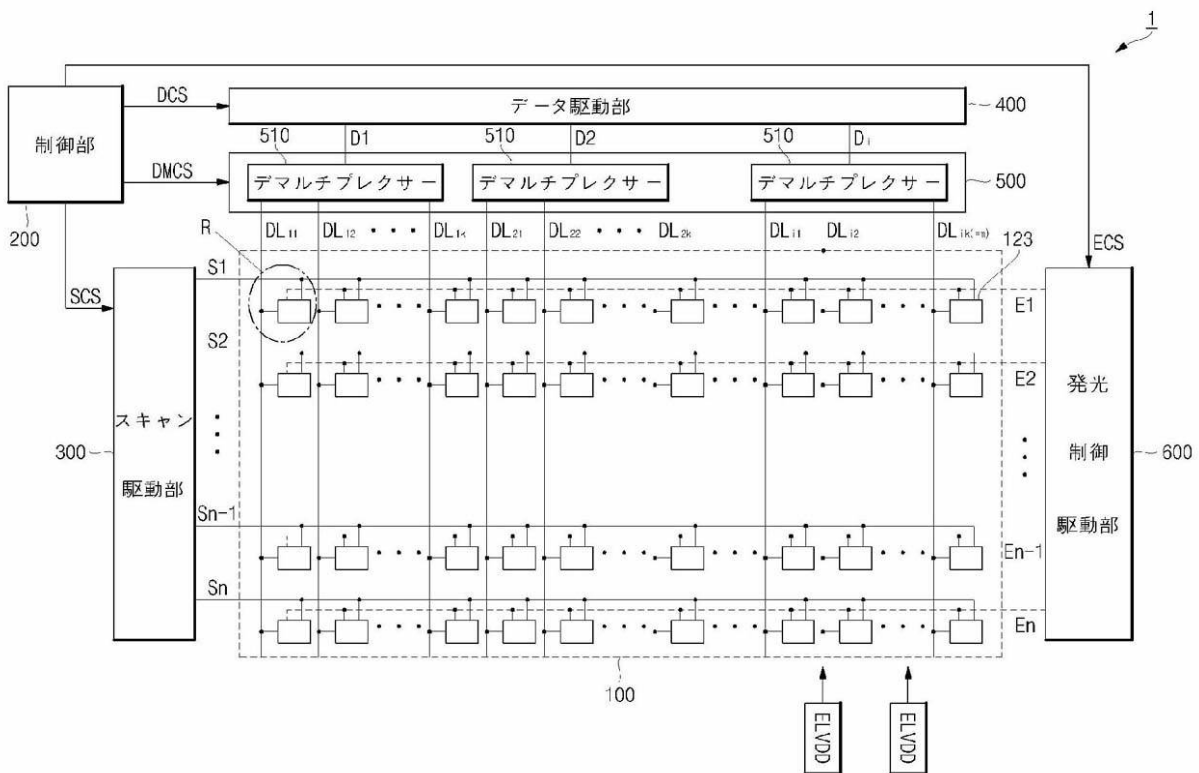 1
DCS
データ駆動部
400
制御部
510
D1
510
D2
510
Di
DMCS
デマルチプレクサー
デマルチプレクサー
デマルチプレクサー
500
200
R
DL11
DL12
DL1k
DL21
DL22
DL2k
DLi1
DLi2
DLik(=m)
123
ECS
SCS
S1
E1
S2
E2
スキャン
駆動部
300
発光
制御
駆動部
600
Sn-1
En-1
Sn
En
100
ELVDD
ELVDD